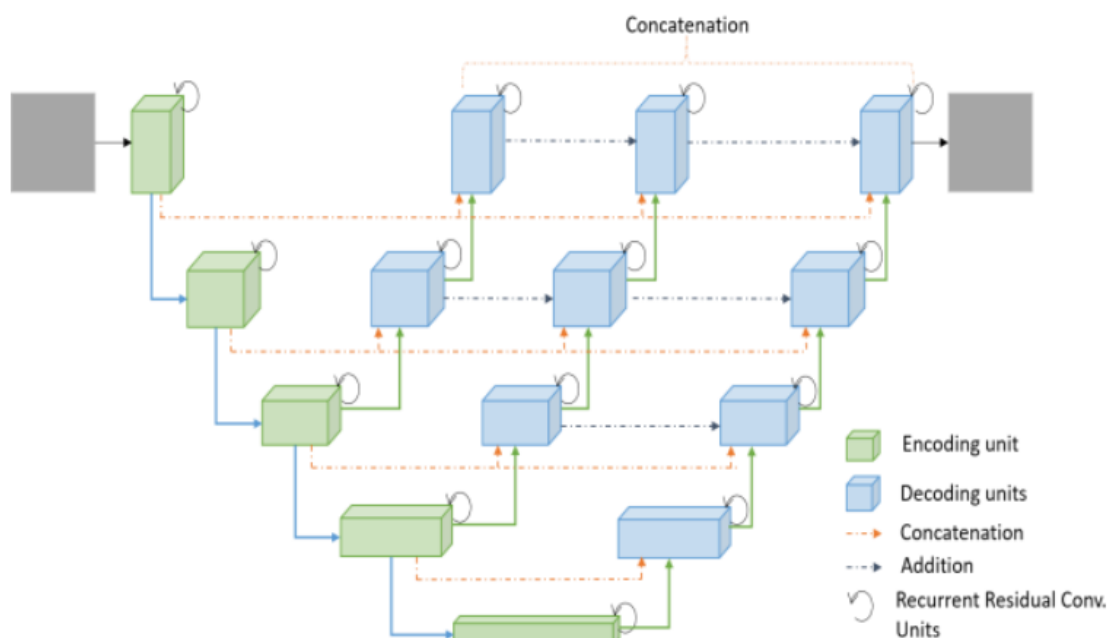 Concatenation
Encoding unit
Decoding units
Concatenation
Addition
Recurrent Residual Conv.
Units